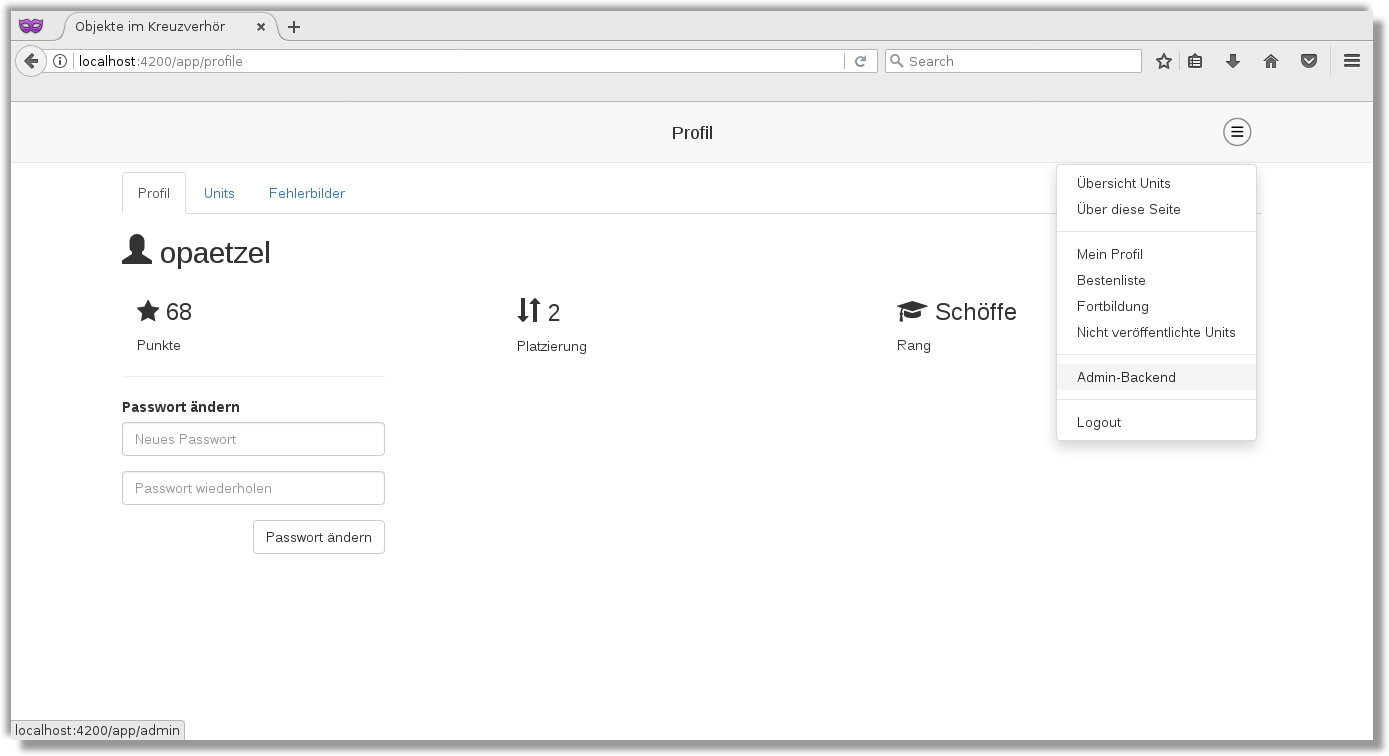 Objekte im Kreuzverhör
localhost:4200/app/profile
Search
Profil
Profil
Units
Fehlerbilder
Übersicht Units
Über diese Seite
Mein Profil
Bestenliste
Fortbildung
Nicht veröffentlichte Units
Admin-Backend
Logout
opaetzel
68
Punkte
2
Platzierung
Schöffe
Rang
Passwort ändern
Neues Passwort
Passwort wiederholen
Passwort ändern
localhost:4200/app/admin